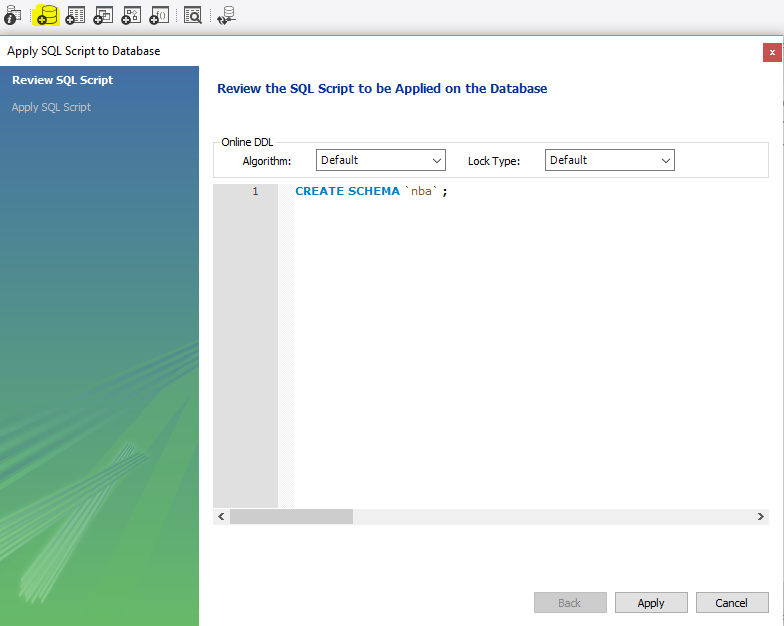 Apply SQL Script to Database
x
Review SQL Script
Apply SQL Script
Review the SQL Script to be Applied on the Database
Online DDL
Algorithm: Default Lock Type: Default
1 CREATE SCHEMA `nba` ;
Back Apply Cancel